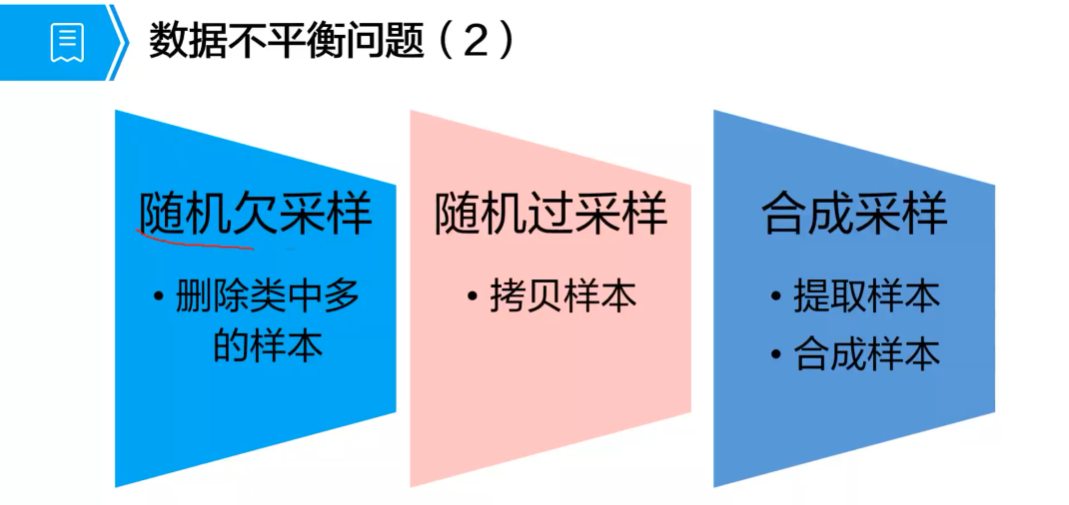 数据不平衡问题（2）
随机欠采样
• 删除类中多
的样本
随机过采样
• 拷贝样本
合成采样
• 提取样本
• 合成样本